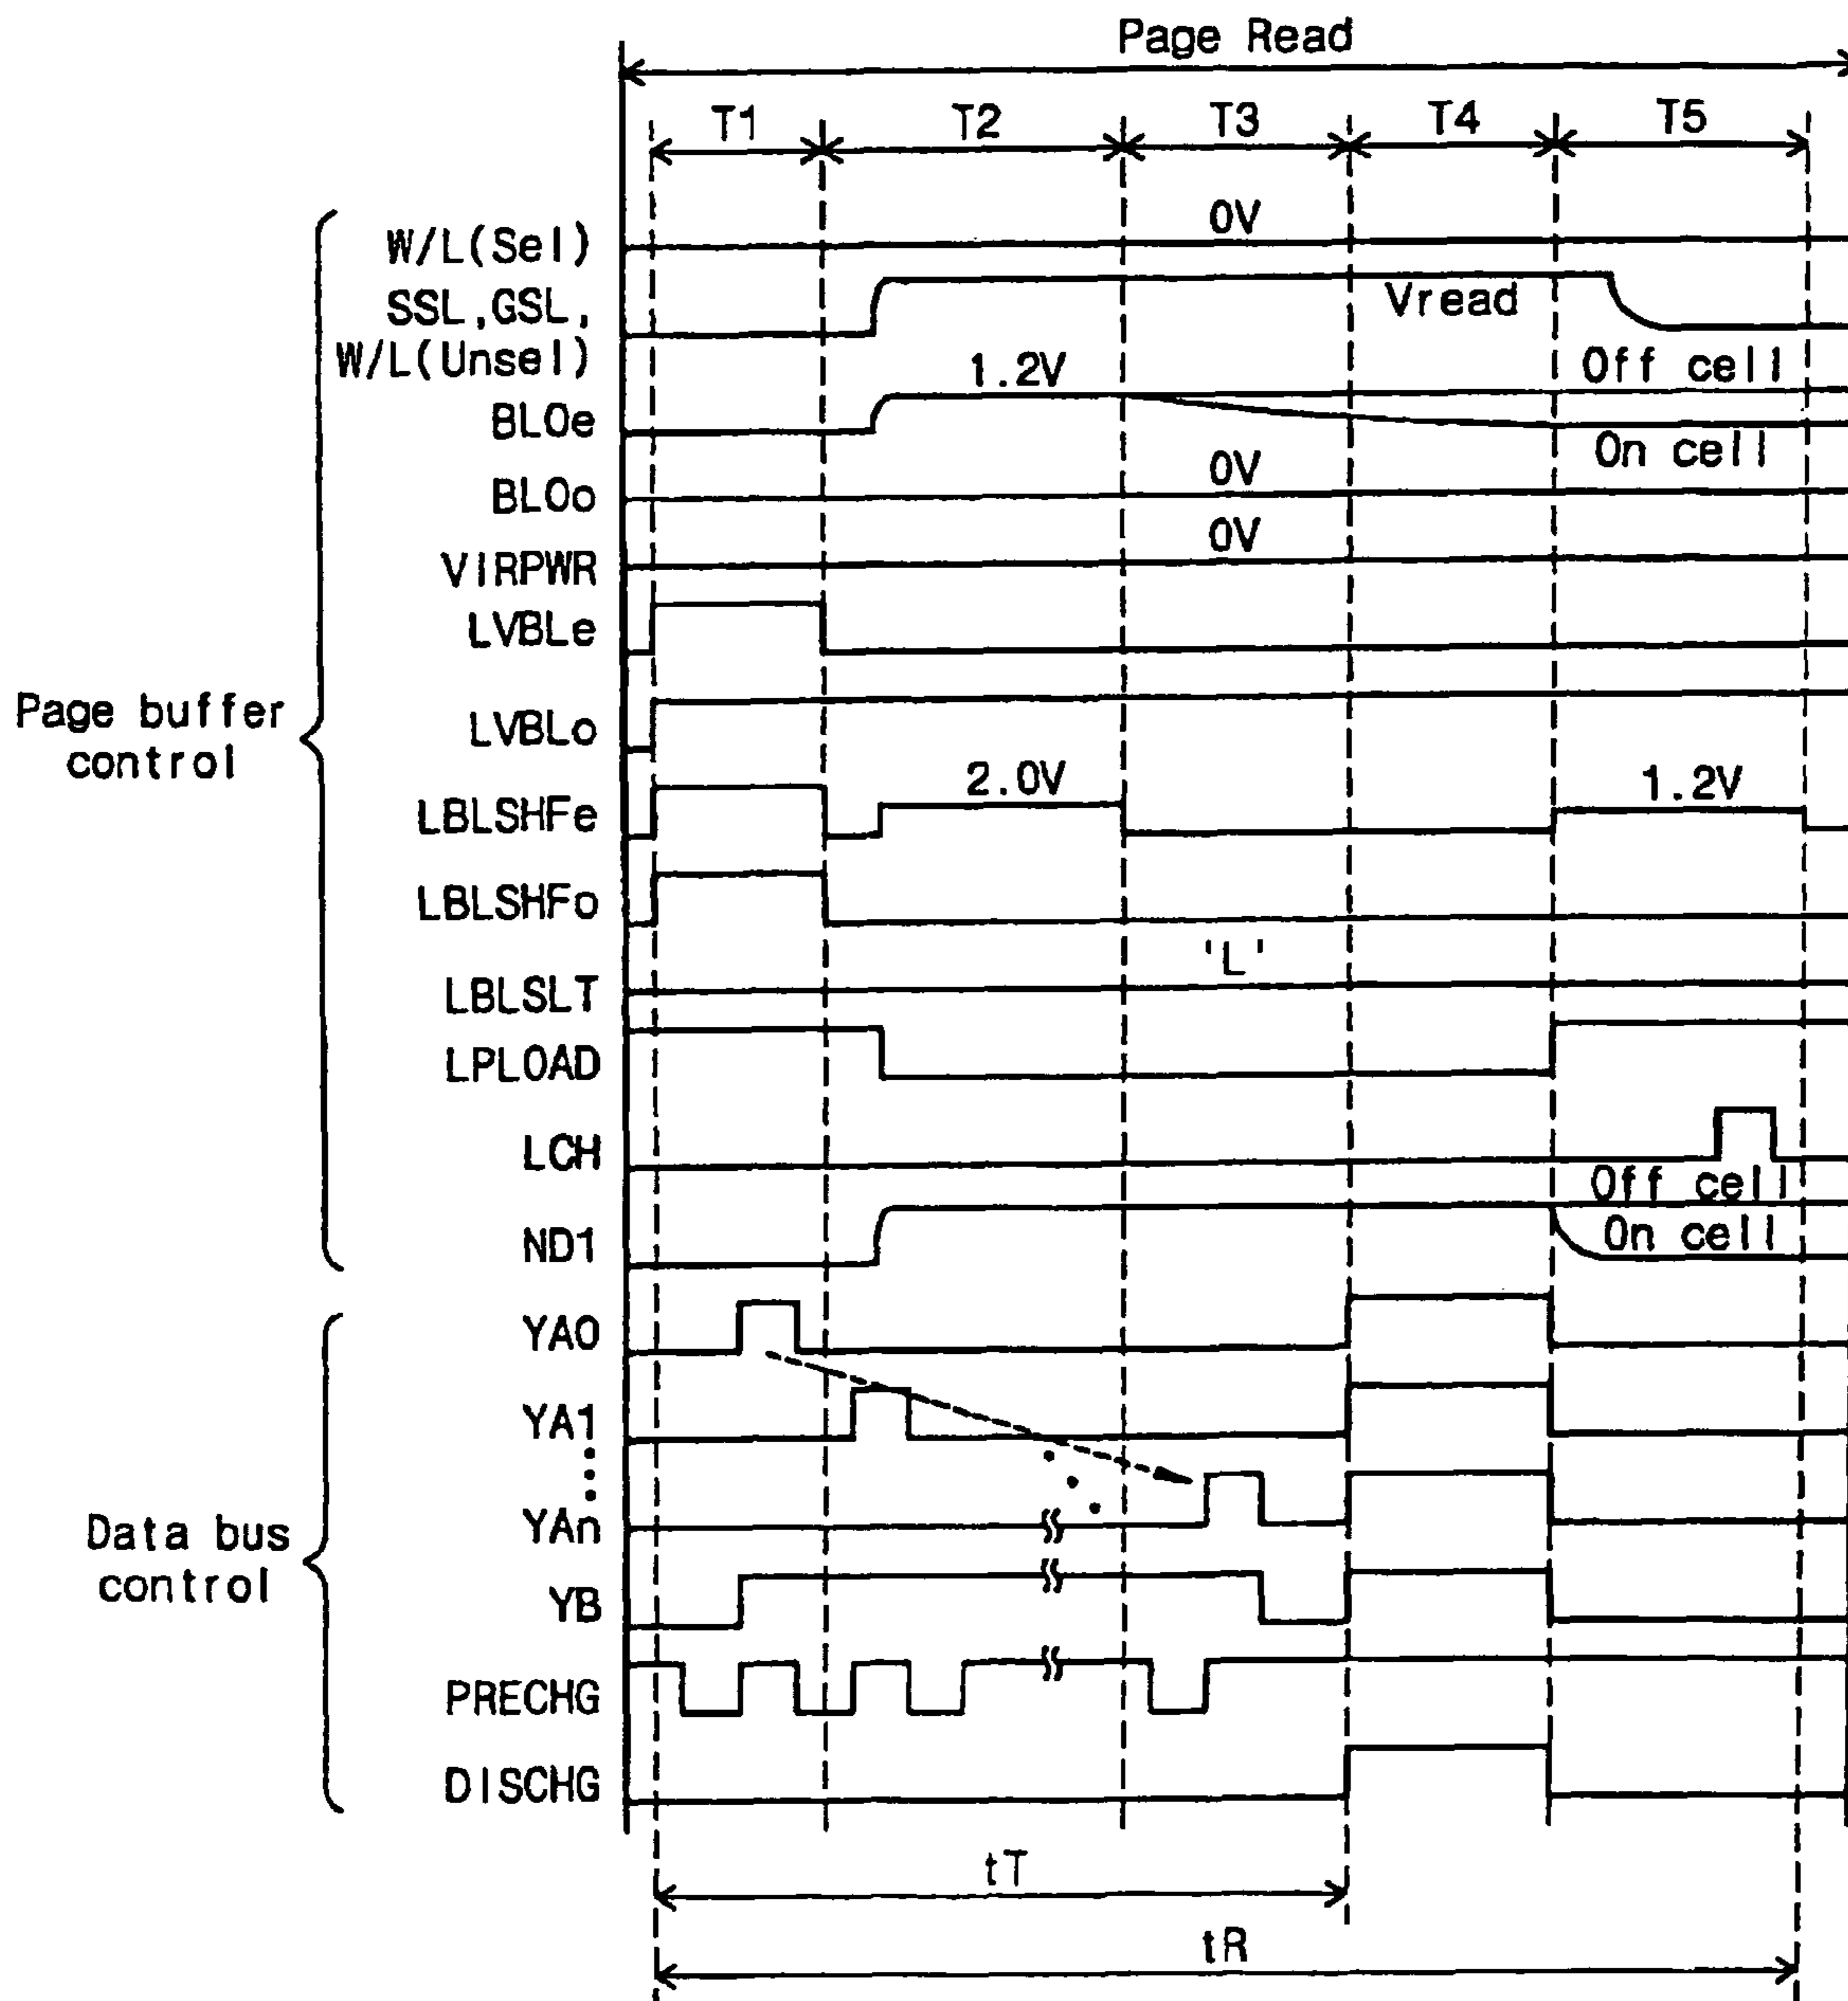 Page Read
T1 T2 T3 T4 T5
W/L(Sel) 0V
SSL,GSL,
W/L(Unsel) Vread
BL0e 1.2V Off cell
On cell
BL0o 0V
VIRPWR 0V
LVBLe
LVBLo
LBLSHFe 2.0V 1.2V
LBLSHFo
LBLSLT 'L'
LPLOAD
LCH
ND1 Off cell
On cell
Page buffer
control
YA0
YA1
YAn
YB
PRECHG
DISCHG
Data bus
control
tT
tR